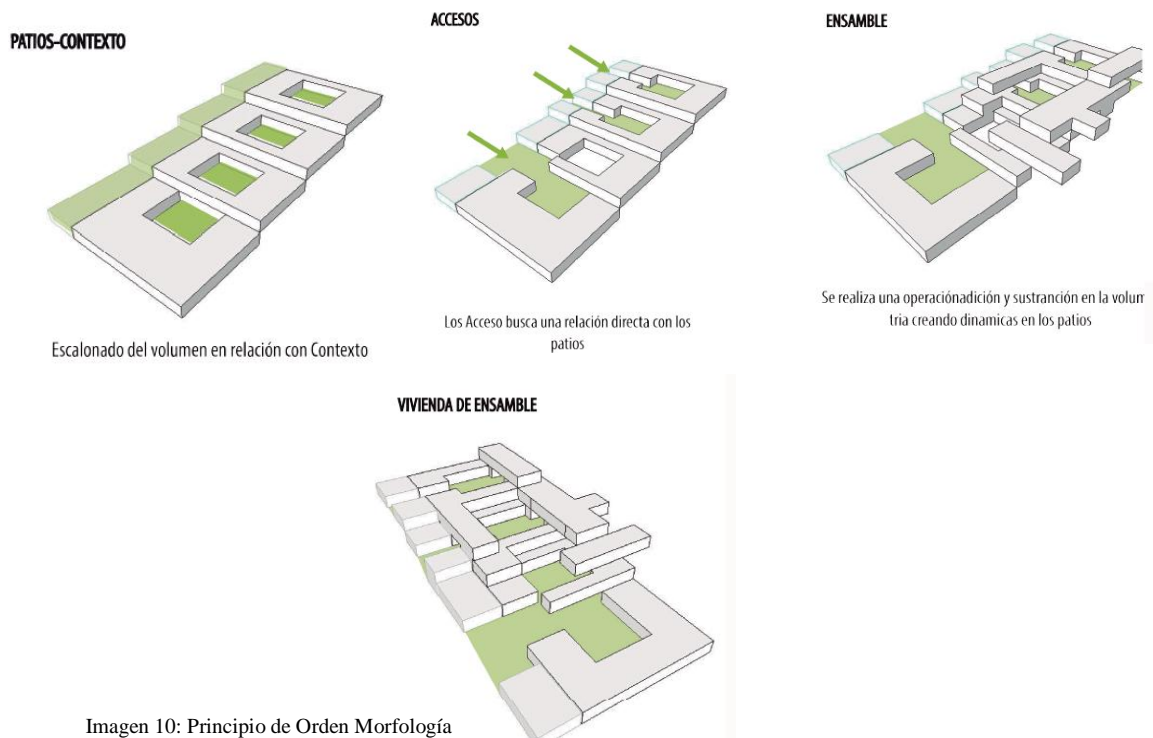 PATIOS-CONTEXTO
Escalonado del volumen en relación con Contexto
ACCESOS
Los Acceso busca una relación directa con los
patios
ENSAMBLE
Se realiza una operaciónadición y sustranción en la volum
tria creando dinamicas en los patios
VIVIENDA DE ENSAMBLE
Imagen 10: Principio de Orden Morfología